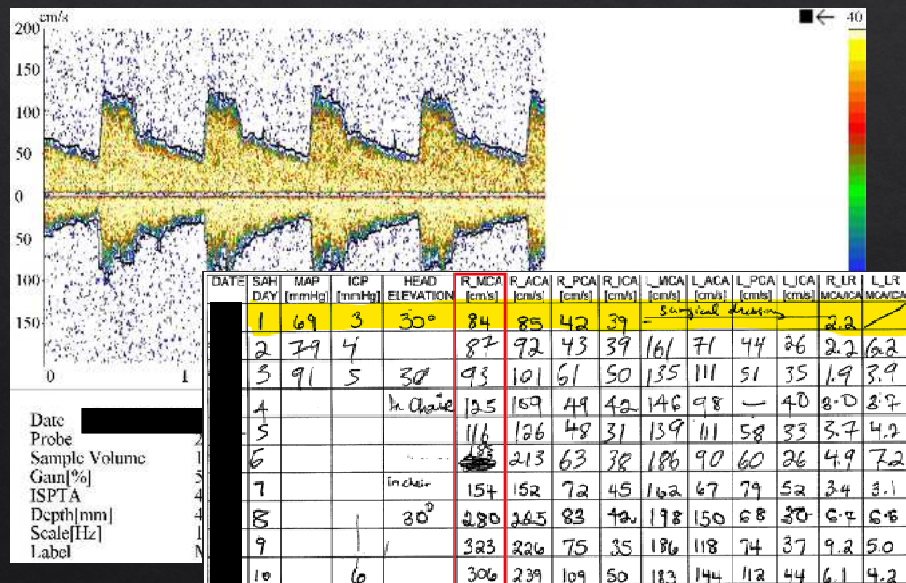 cm/s
200
150
100
50
0
50
100
150
0 1
40
Date
Probe 2
Sample Volume 1
Gain[%] 5
ISPTA 4
Depth[mm] 4
Scale[Hz] 1
Label
DATE SAH DAY MAP [mmHg] ICP [mmHg] HEAD ELEVATION R_MCA [cm/s] R_ACA [cm/s] R_PCA [cm/s] R_ICA [cm/s] L_MCA [cm/s] L_ACA [cm/s] L_PCA [cm/s] L_ICA [cm/s] R_LR MCA/ICA L_LR MCA/ICA
1 69 3 30° 84 85 42 39 - Surgical dressing 2.2
2 79 4 87 92 43 39 161 71 44 26 2.2 6.2
3 91 5 30° 93 101 61 50 135 111 51 35 1.9 3.9
4 In Chair 125 159 49 42 146 98 — 40 3.0 3.7
5 116 126 48 31 139 111 58 33 3.7 4.2
6 185 213 63 38 186 90 60 26 4.9 7.2
7 in chair 154 152 72 45 162 67 79 52 3.4 3.1
8 30° 280 225 83 42 198 150 68 30 6.7 6.6
9 323 226 75 35 186 118 74 37 9.2 5.0
10 6 306 239 109 50 183 144 112 44 6.1 4.2